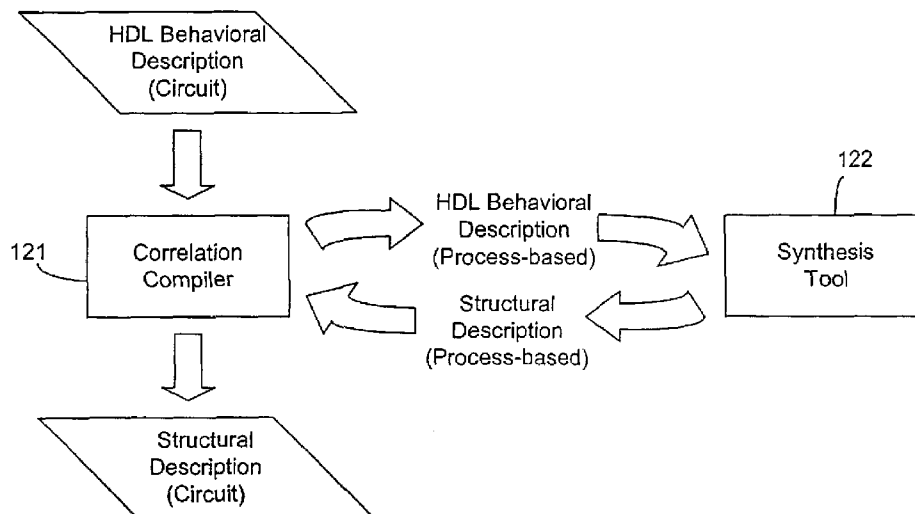 HDL Behavioral
Description
(Circuit)
122
HDL Behavioral
Description
(Process-based)
121
Correlation
Compiler
Synthesis
Tool
Structural
Description
(Process-based)
Structural
Description
(Circuit)